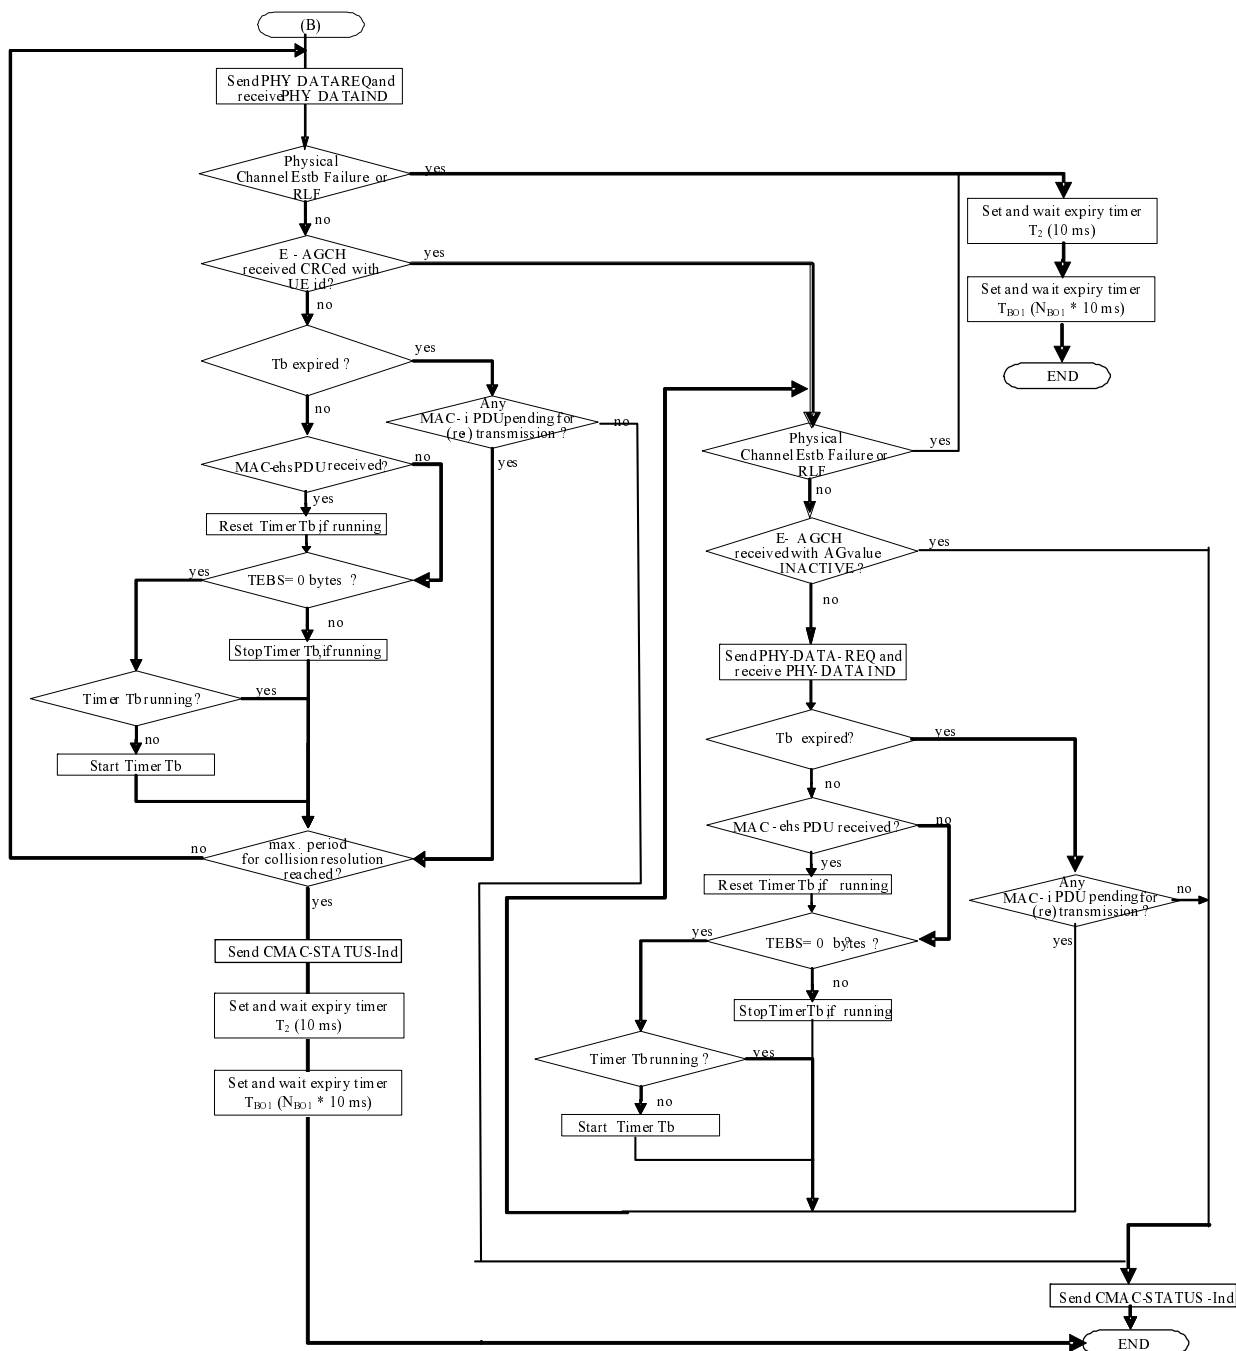 (B)
Send PHY DATAREQ and
receive PHY DATAIND
Physical
Channel Estb Failure or
RLF
yes
no
Set and wait expiry timer
T2 (10 ms)
Set and wait expiry timer
TBO1 (NBO1 * 10 ms)
END
E - AGCH
received CRCed with
UE id?
yes
no
Tb expired ?
yes
no
Any
MAC- i PDU pending for
(re-) transmission ?
no
yes
MAC-ehs PDU received?
no
yes
Reset Timer Tb, if running
TEBS= 0 bytes ?
yes
no
Stop Timer Tb, if running
Timer Tb running?
yes
no
Start Timer Tb
max. period
for collision resolution
reached?
no
yes
Send CMAC-STATUS-Ind
Set and wait expiry timer
T2 (10 ms)
Set and wait expiry timer
TBO1 (NBO1 * 10 ms)
Physical
Channel Estb Failure or
RLF
yes
no
E- AGCH
received with AG value
INACTIVE?
yes
no
Send PHY-DATA- REQ and
receive PHY-DATA IND
Tb expired?
yes
no
MAC - ehs PDU received?
no
yes
Reset Timer Tb, if running
Any
MAC- i PDU pending for
(re-) transmission ?
no
yes
TEBS= 0 bytes ?
yes
no
Stop Timer Tb, if running
Timer Tb running ?
yes
no
Start Timer Tb
Send CMAC-STATUS -Ind
END